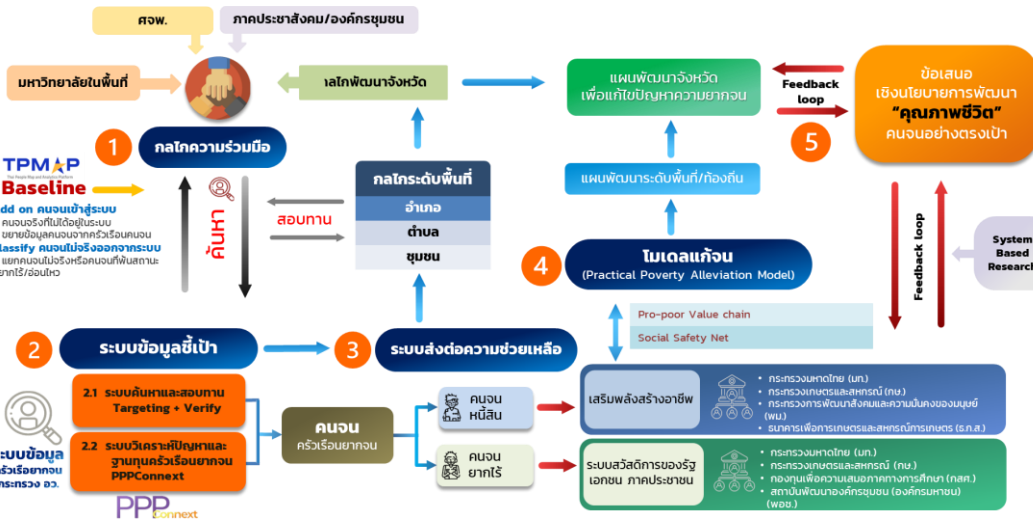 ศจพ.
ภาคประชาสังคม/องค์กรชุมชน
มหาวิทยาลัยในพื้นที่
าลไกพัฒนาจังหวัด
แผนพัฒนาจังหวัด
เพื่อแก้ไขปัญหาความยากจน
Feedback
loop
5
ข้อเสนอ
เชิงนโยบายการพัฒนา
“คุณภาพชีวิต”
คนจนอย่างตรงเป้า
1
กลไกความร่วมมือ
TPMAP
Baseline
dd on คนจนเข้าสู่ระบบ
คนจนจริงที่ไม่ได้อยู่ในระบบ
ขยายข้อมูลคนจนจากครัวเรือนคนจน
lassify คนจนไม่จริงออกจากระบบ
แยกคนจนไม่จริงหรือคนจนที่พ้นสถานะ
ยากไร้/อ่อนไหว
ค้นหา
สอบทาน
กลไกระดับพื้นที่
อำเภอ
ตำบล
ชุมชน
แผนพัฒนาระดับพื้นที่/ท้องถิ่น
4
โมเดลแก้จน
(Practical Poverty Alleviation Model)
Pro-poor Value chain
Social Safety Net
Feedback loop
System
Based
Research
2
ระบบข้อมูลชี้เป้า
3
ระบบส่งต่อความช่วยเหลือ
2.1 ระบบค้นหาและสอบทาน
Targeting + Verify
2.2 ระบบวิเคราะห์ปัญหาและ
ฐานทุนครัวเรือนยากจน
PPPConnext
ะบบข้อมูล
ครัวเรือยากจน
กระทรวง อว.
PPPConnext
คนจน
ครัวเรือนยากจน
คนจน
หนี้สิน
คนจน
ยากไร้
เสริมพลังสร้างอาชีพ
• กระทรวงมหาดไทย (มท.)
• กระทรวงเกษตรและสหกรณ์ (กษ.)
• กระทรวงการพัฒนาสังคมและความมั่นคงของมนุษย์
(พม.)
• ธนาคารเพื่อการเกษตรและสหกรณ์การเกษตร (ธ.ก.ส.)
ระบบสวัสดิการของรัฐ
เอกชน ภาคประชาชน
• กระทรวงมหาดไทย (มท.)
• กระทรวงเกษตรและสหกรณ์ (กษ.)
• กองทุนเพื่อความเสมอภาคทางการศึกษา (กสศ.)
• สถาบันพัฒนาองค์กรชุมชน (องค์กรมหาชน)
(พอช.)